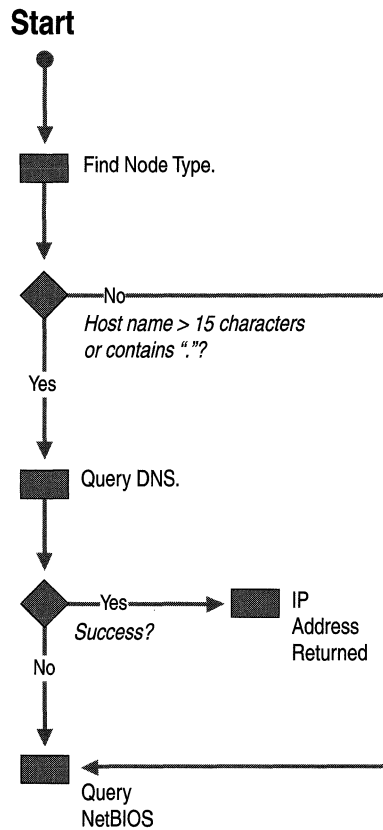 Start
Find Node Type.
No
Host name > 15 characters
or contains “.”?
Yes
Query DNS.
Yes
Success?
IP
Address
Returned
No
Query
NetBIOS